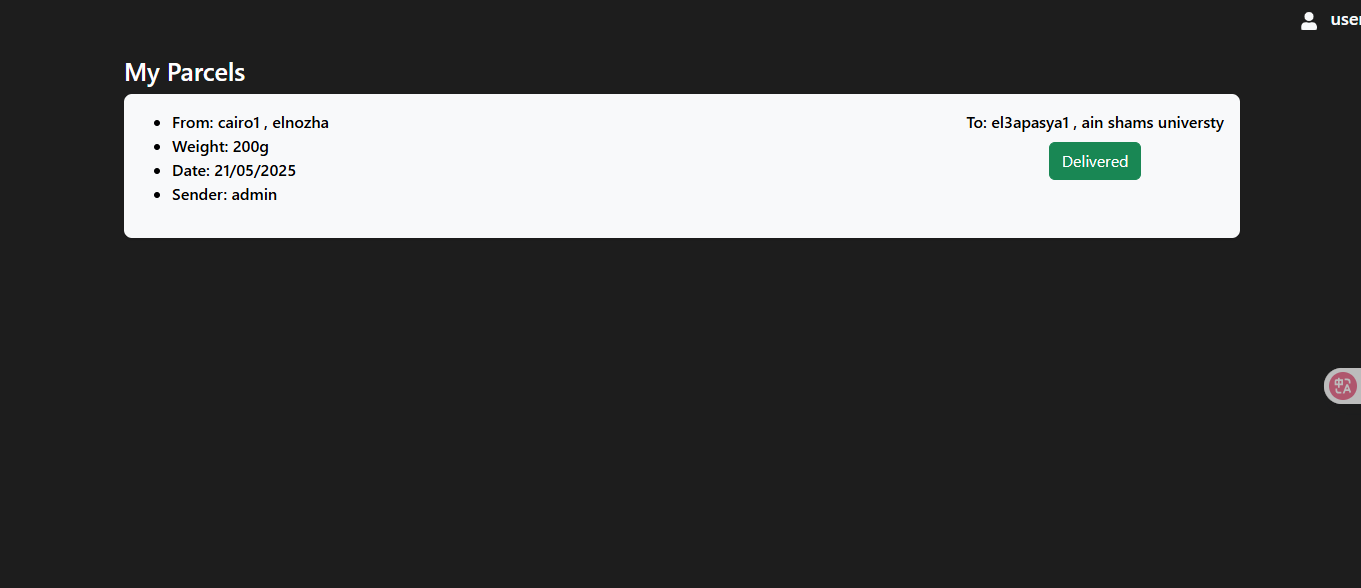 user
My Parcels
From: cairo1 , elnozha
Weight: 200g
Date: 21/05/2025
Sender: admin
To: el3apasya1 , ain shams universty
Delivered